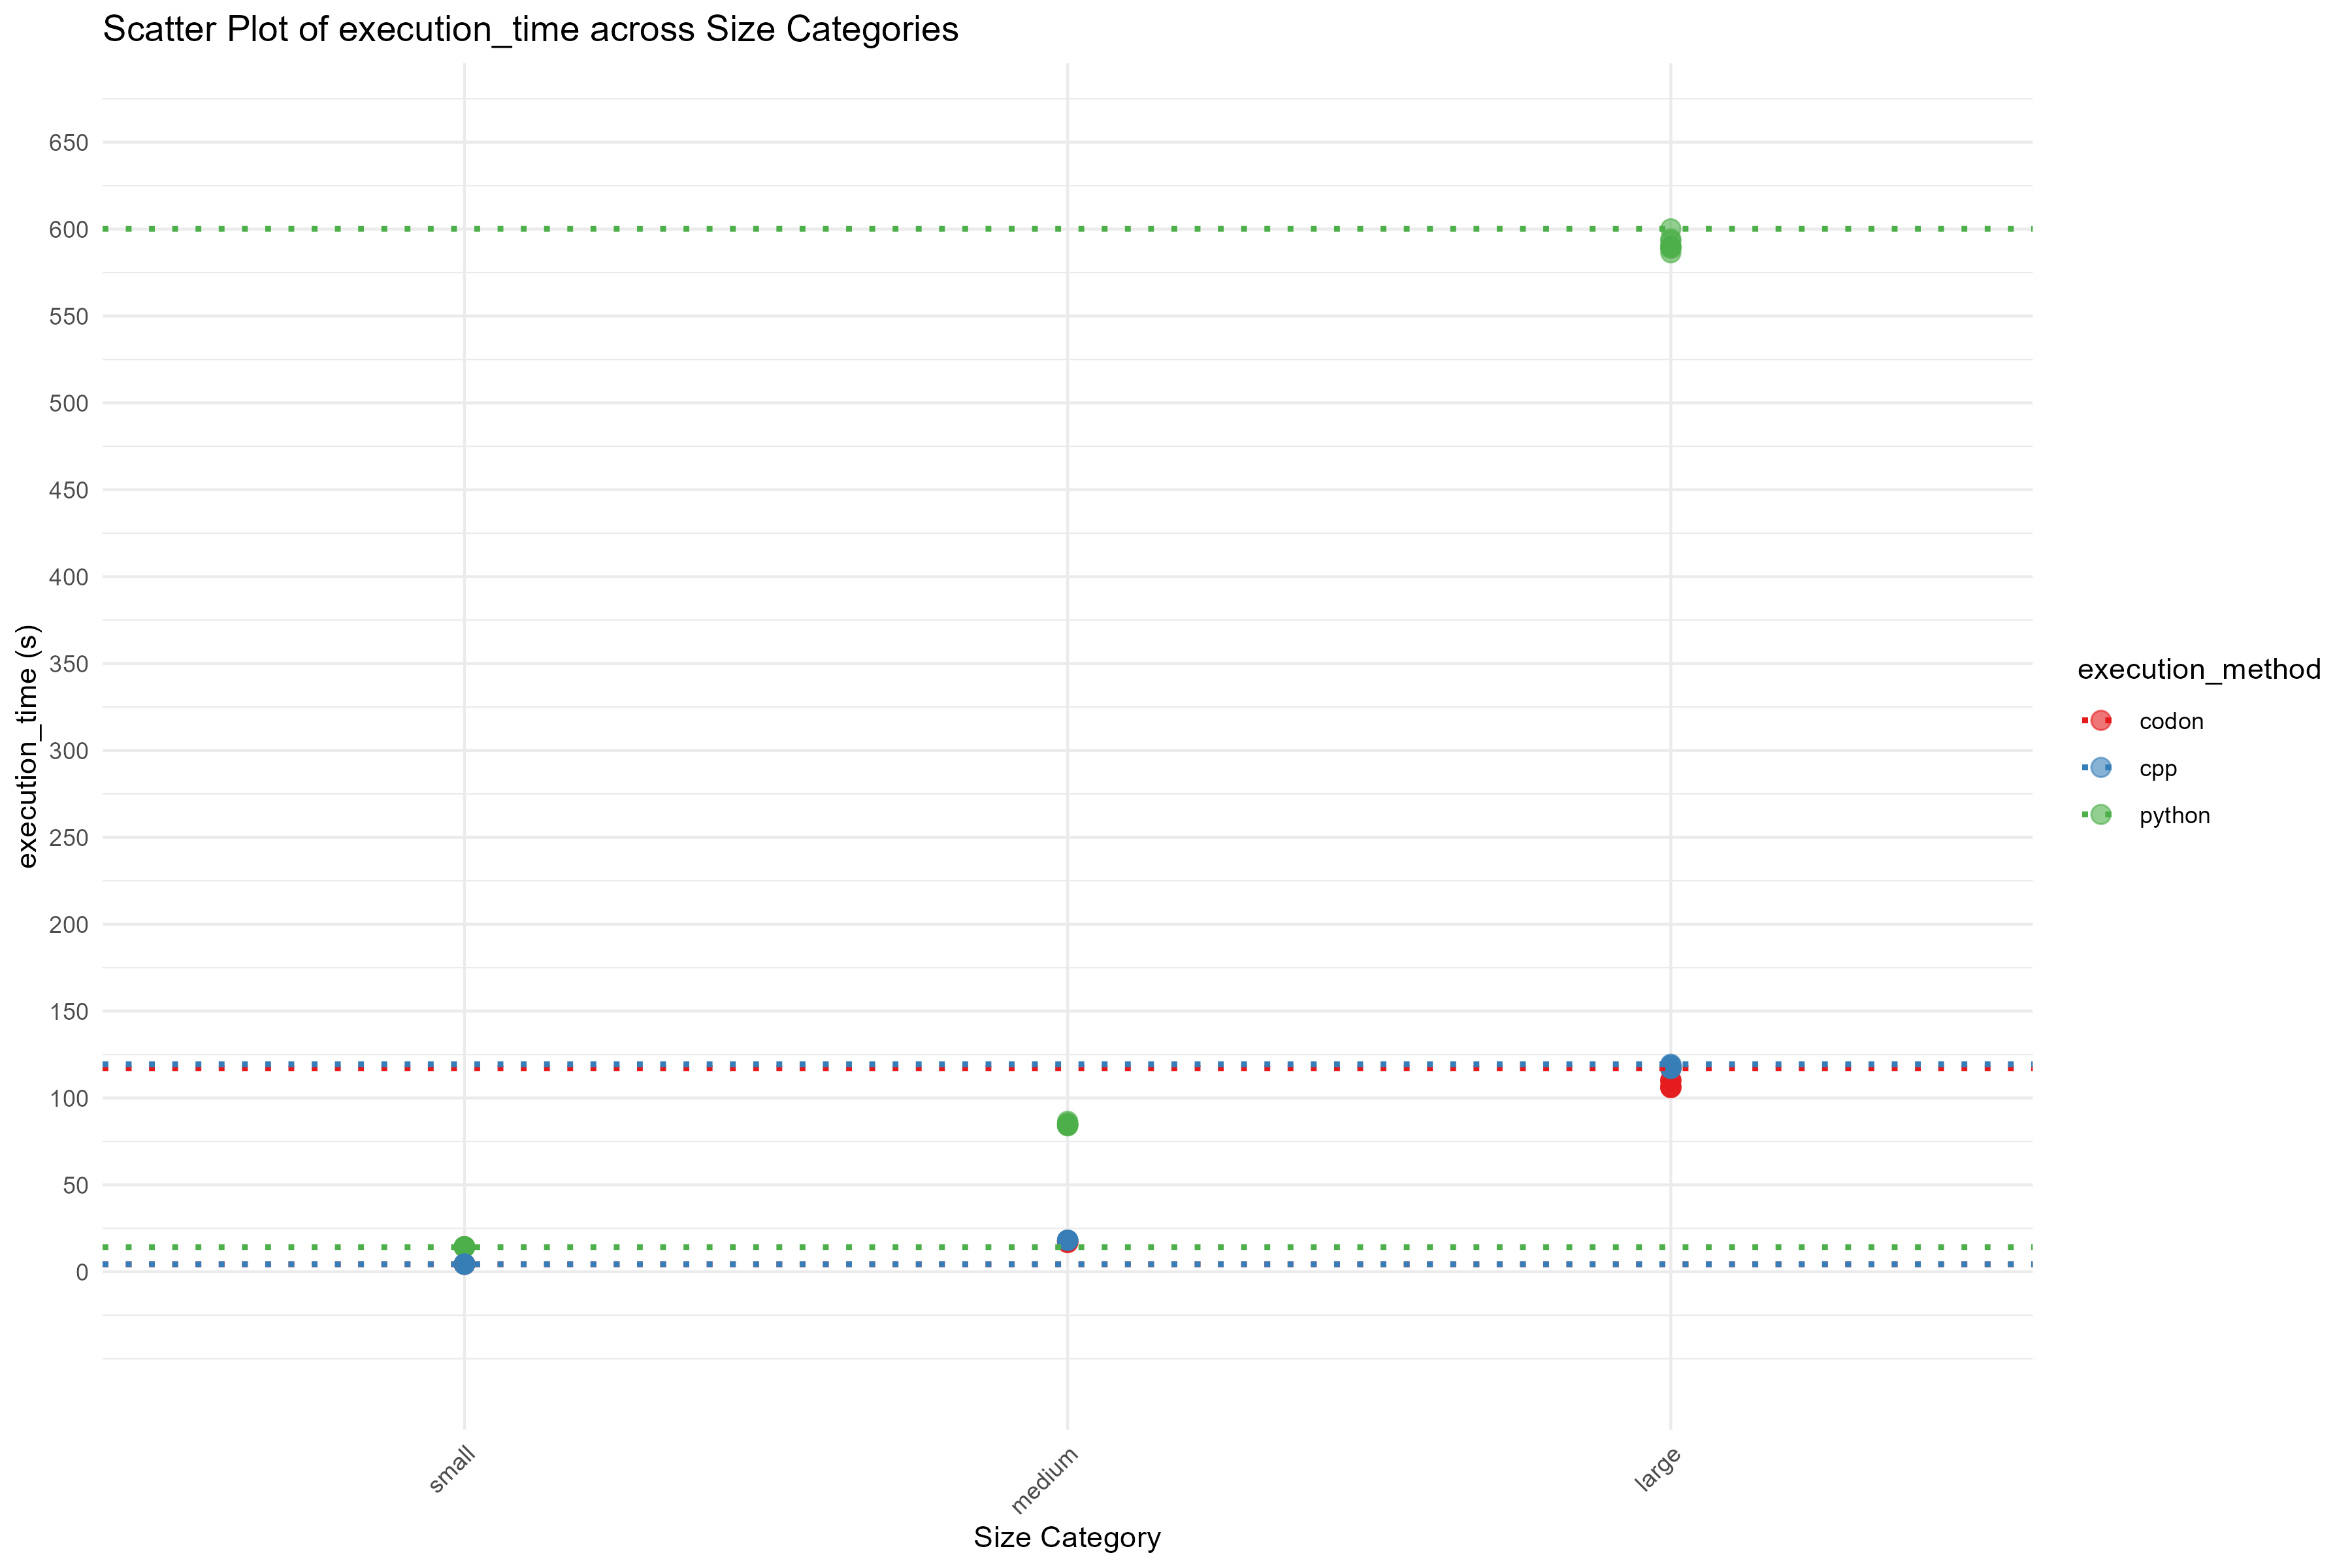 Scatter Plot of execution_time across Size Categories
execution_time (s)
650
600
550
500
450
400
350
300
250
200
150
100
50
0
small
medium
large
Size Category
execution_method
codon
cpp
python